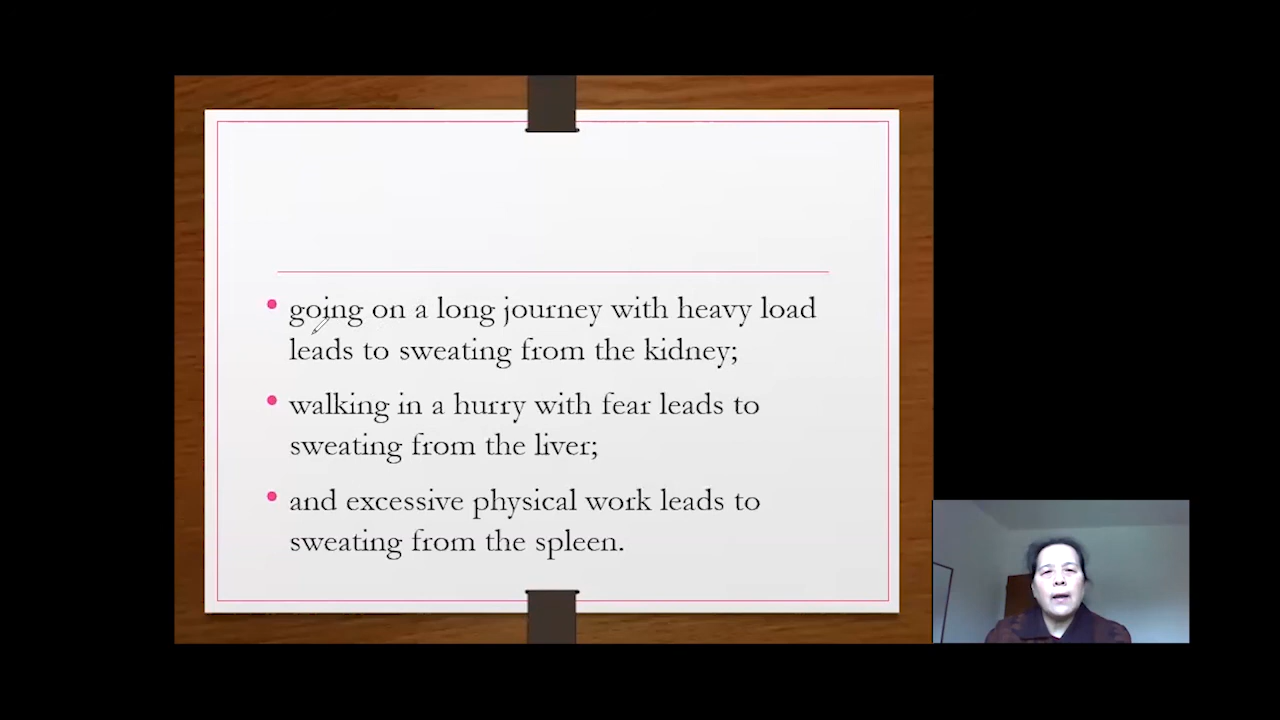 going on a long journey with heavy load
leads to sweating from the kidney;
walking in a hurry with fear leads to
sweating from the liver;
and excessive physical work leads to
sweating from the spleen.